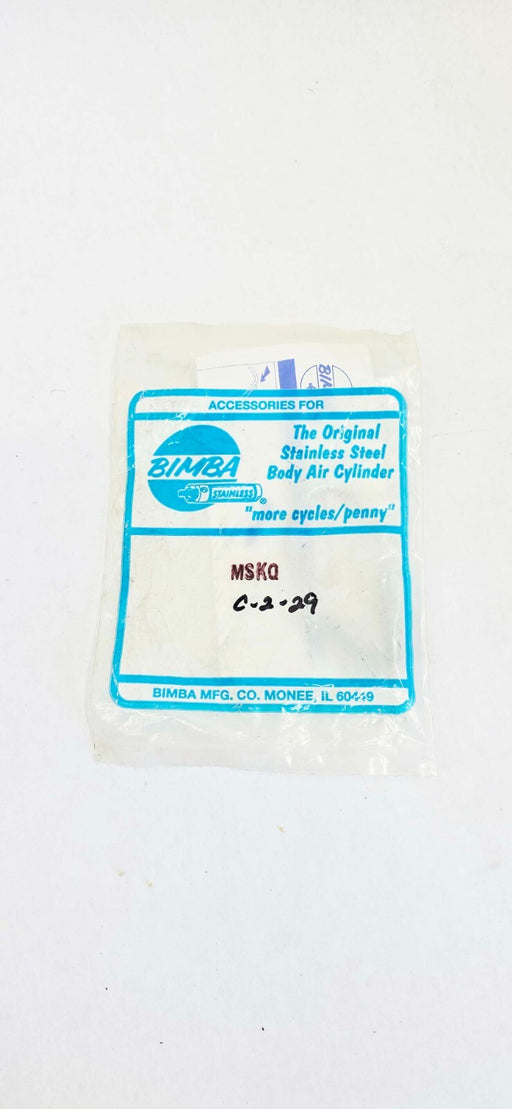 BIMBA
ACCESSORIES FOR
The Original
Stainless Steel
Body Air Cylinder
BIMBA
STAINLESS
®
"more cycles/penny"
MSKQ
C-2-29
BIMBA MFG. CO. MONEE, IL 60449